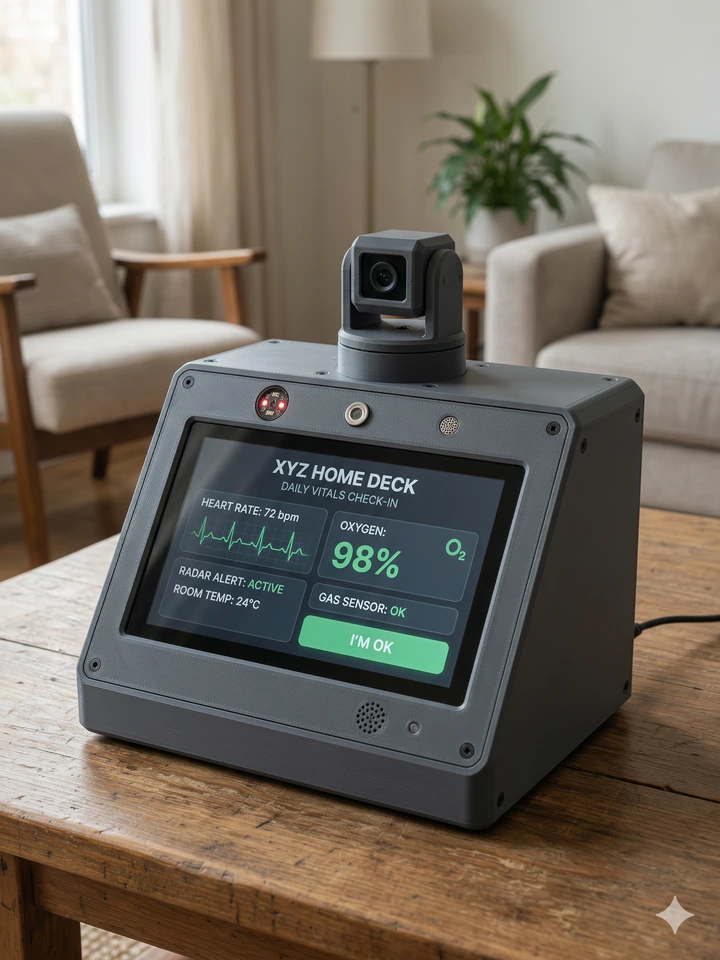 XYZ HOME DECK
DAILY VITALS CHECK-IN
HEART RATE: 72 bpm
OXYGEN:
98%
O₂
RADAR ALERT: ACTIVE
ROOM TEMP: 24°C
GAS SENSOR: OK
I'M OK